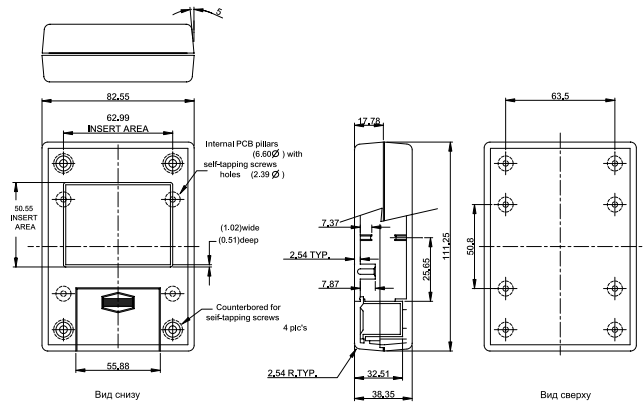 5
82.55
62.99
INSERT AREA
Internal PCB pillars
(6.60Ø ) with
self-tapping screws
holes (2.39 Ø )
50.55
INSERT
AREA
(1.02)wide
(0.51)deep
Counterbored for
self-tapping screws
4 plc's
55.88
Вид снизу
17.78
7.37
2.54 TYP.
7.87
25.65
111.25
2.54 R.TYP.
32.51
38.35
63.5
50.8
Вид сверху